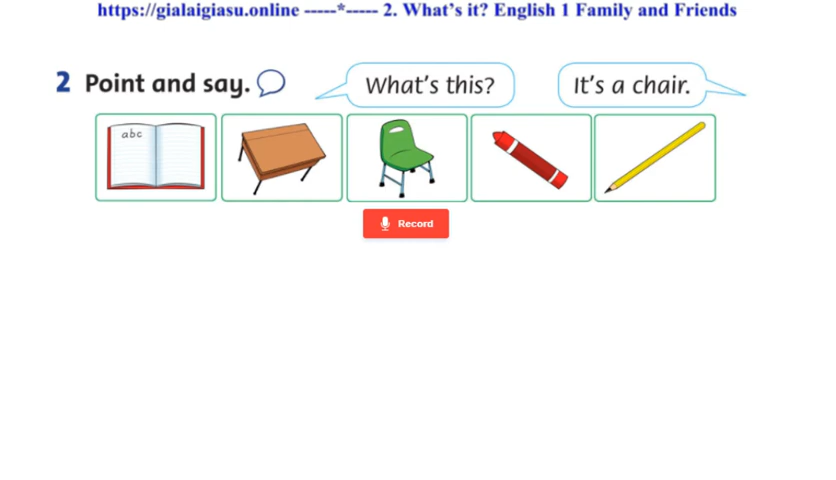 https://gialaigiasu.online -----*----- 2. What's it? English 1 Family and Friends
2 Point and say.
What's this?
It's a chair.
abc
Record